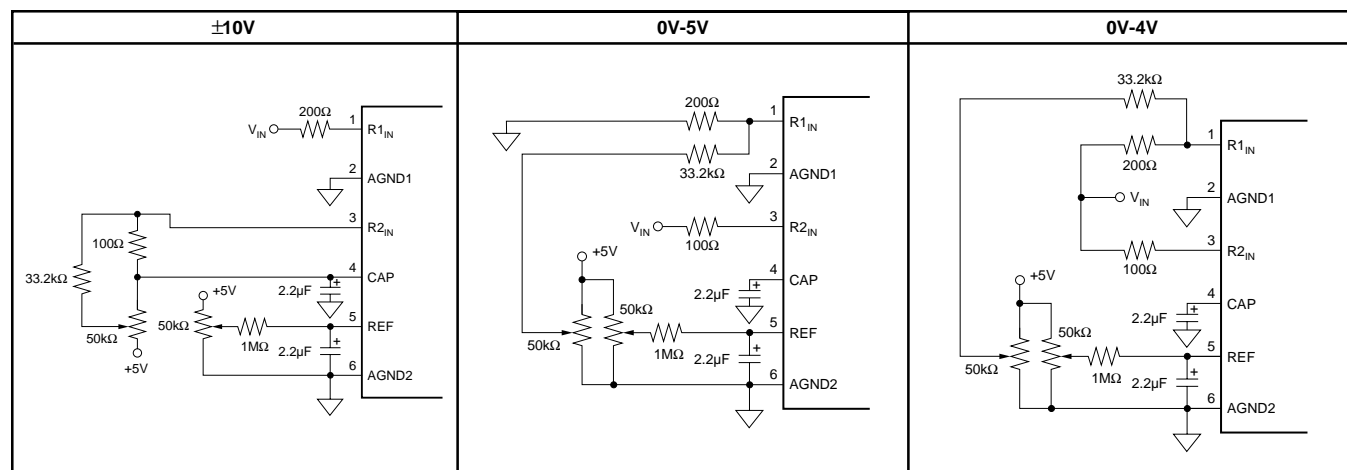 ±10V
200Ω
V_IN
1
R1_IN
2
AGND1
3
R2_IN
100Ω
33.2kΩ
4
CAP
2.2µF
+5V
50kΩ
50kΩ
1MΩ
5
REF
2.2µF
+5V
6
AGND2
0V-5V
200Ω
1
R1_IN
33.2kΩ
2
AGND1
V_IN
3
R2_IN
100Ω
+5V
4
CAP
2.2µF
50kΩ
50kΩ
1MΩ
5
REF
2.2µF
6
AGND2
0V-4V
33.2kΩ
1
R1_IN
200Ω
V_IN
2
AGND1
3
R2_IN
100Ω
+5V
4
CAP
2.2µF
50kΩ
50kΩ
1MΩ
5
REF
2.2µF
6
AGND2